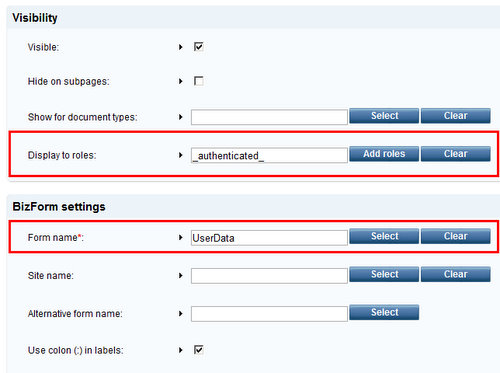 Visibility
Visible:
Hide on subpages:
Show for document types: Select Clear
Display to roles: _authenticated_ Add roles Clear
BizForm settings
Form name*: UserData Select Clear
Site name: Select Clear
Alternative form name: Select
Use colon (:) in labels: